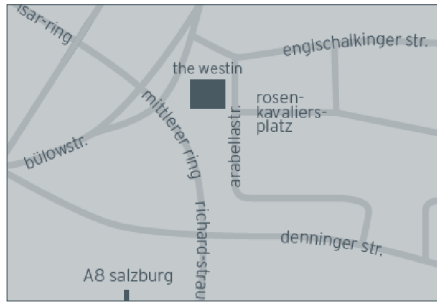 isar-ring
engischalkinger str.
the westin
mittlerer ring
rosen-
kavaliers-
platz
arabellastr.
bülowstr.
richard-strau
denninger str.
A8 salzburg